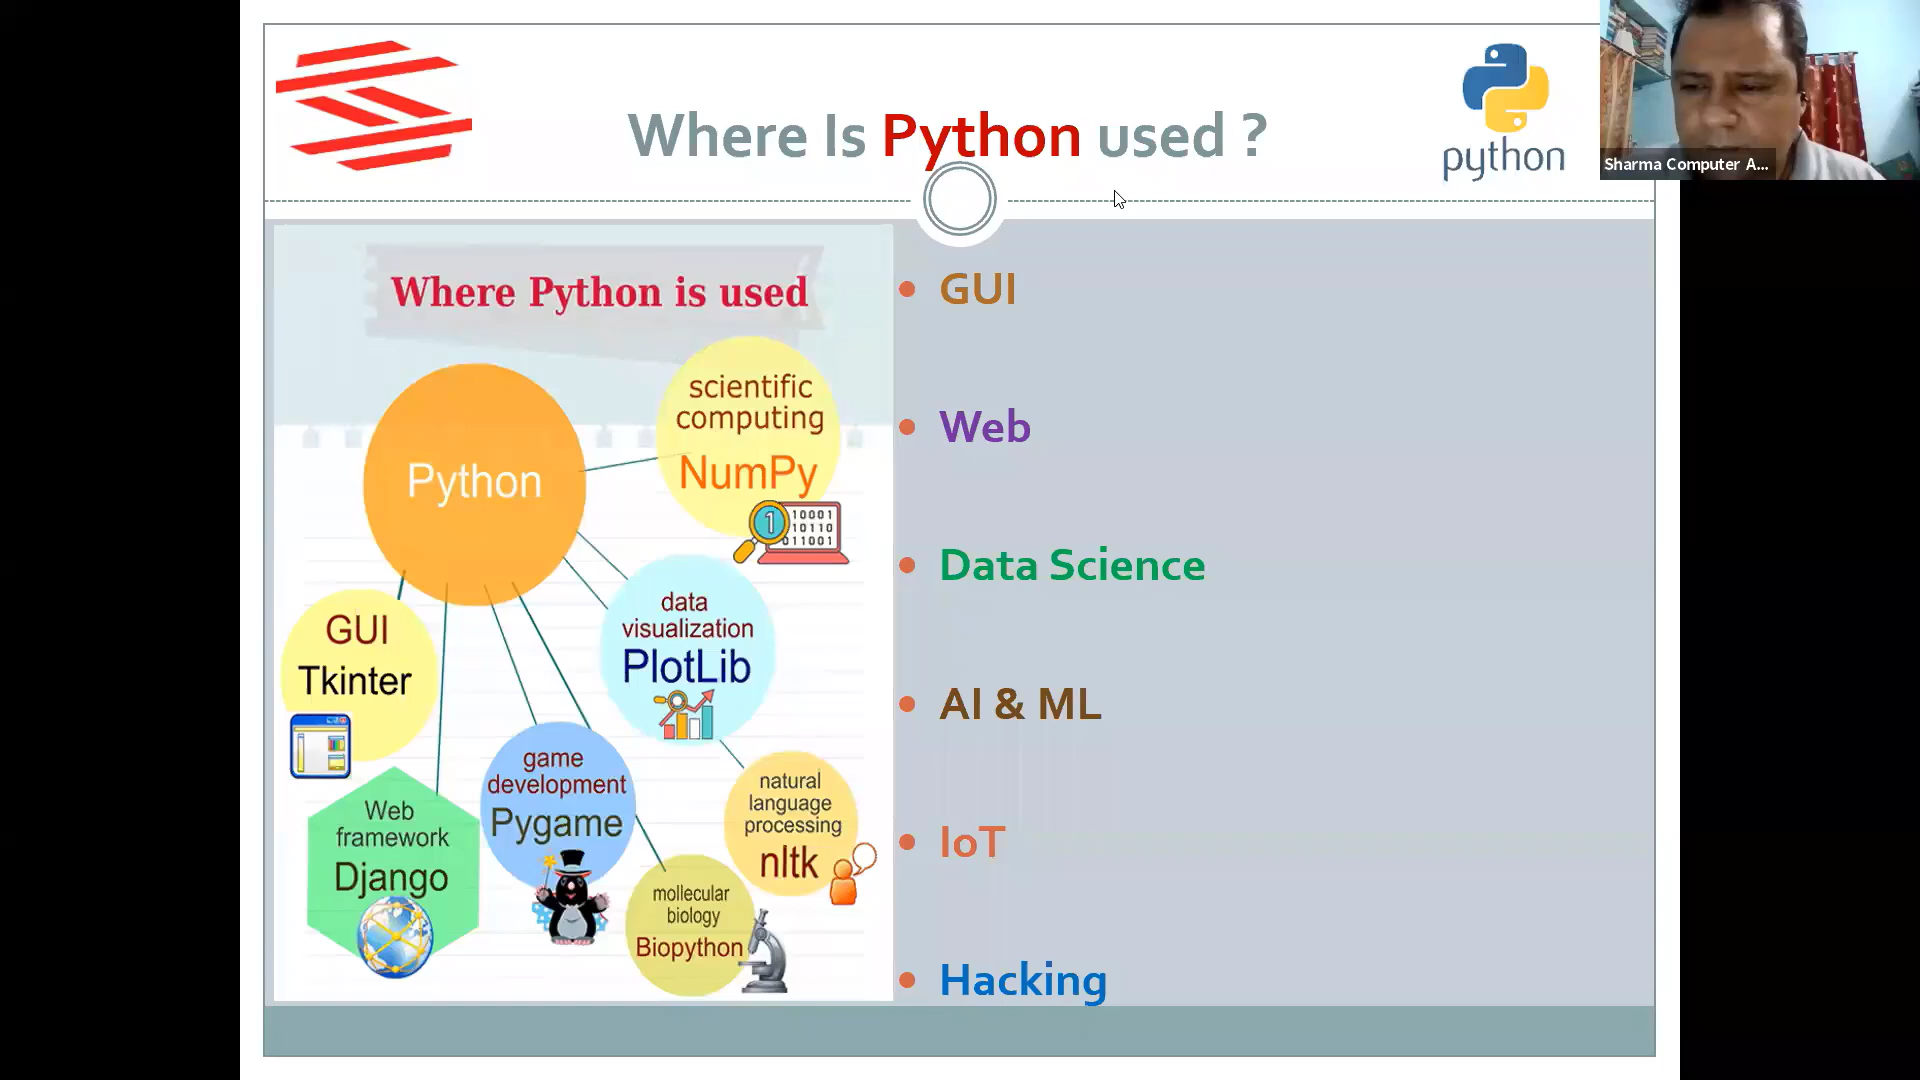 Where Is Python used ?
python
Sharma Computer A...
Where Python is used
Python
scientific
computing
NumPy
10001
10110
011001
1
data
visualization
PlotLib
GUI
Tkinter
game
development
Pygame
natural
language
processing
nltk
Web
framework
Django
mollecular
biology
Biopython
GUI
Web
Data Science
AI & ML
IoT
Hacking